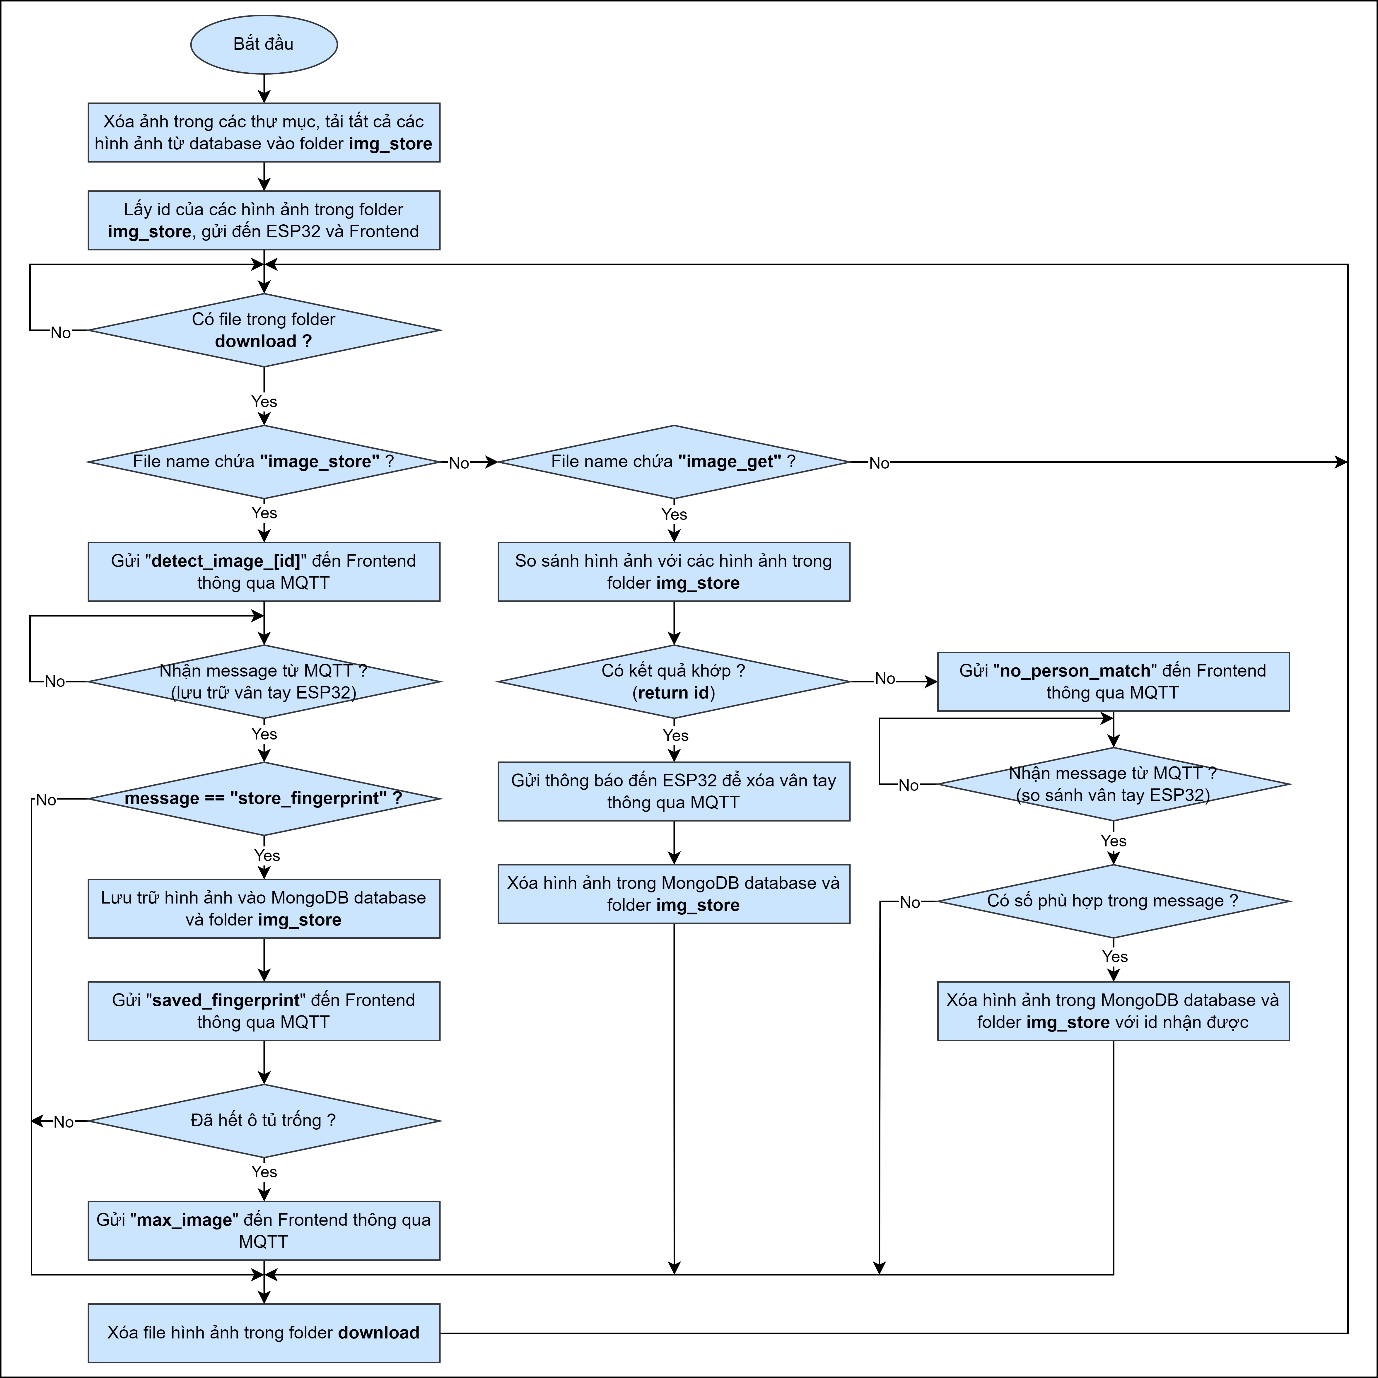 Bắt đầu
Xóa ảnh trong các thư mục, tải tất cả các
hình ảnh từ database vào folder img_store
Lấy id của các hình ảnh trong folder
img_store, gửi đến ESP32 và Frontend
Có file trong folder
download ?
No
Yes
File name chứa "image_store" ?
No
File name chứa "image_get" ?
No
Yes
Yes
Gửi "detect_image_[id]" đến Frontend
thông qua MQTT
So sánh hình ảnh với các hình ảnh trong
folder img_store
Nhận message từ MQTT ?
(lưu trữ vân tay ESP32)
No
Yes
Có kết quả khớp ?
(return id)
No
Yes
Gửi "no_person_match" đến Frontend
thông qua MQTT
message == "store_fingerprint" ?
No
Yes
Gửi thông báo đến ESP32 để xóa vân tay
thông qua MQTT
Nhận message từ MQTT ?
(so sánh vân tay ESP32)
No
Yes
Lưu trữ hình ảnh vào MongoDB database
và folder img_store
Xóa hình ảnh trong MongoDB database và
folder img_store
Có số phù hợp trong message ?
No
Yes
Gửi "saved_fingerprint" đến Frontend
thông qua MQTT
Xóa hình ảnh trong MongoDB database và
folder img_store với id nhận được
Đã hết ô tủ trống ?
No
Yes
Gửi "max_image" đến Frontend thông qua
MQTT
Xóa file hình ảnh trong folder download